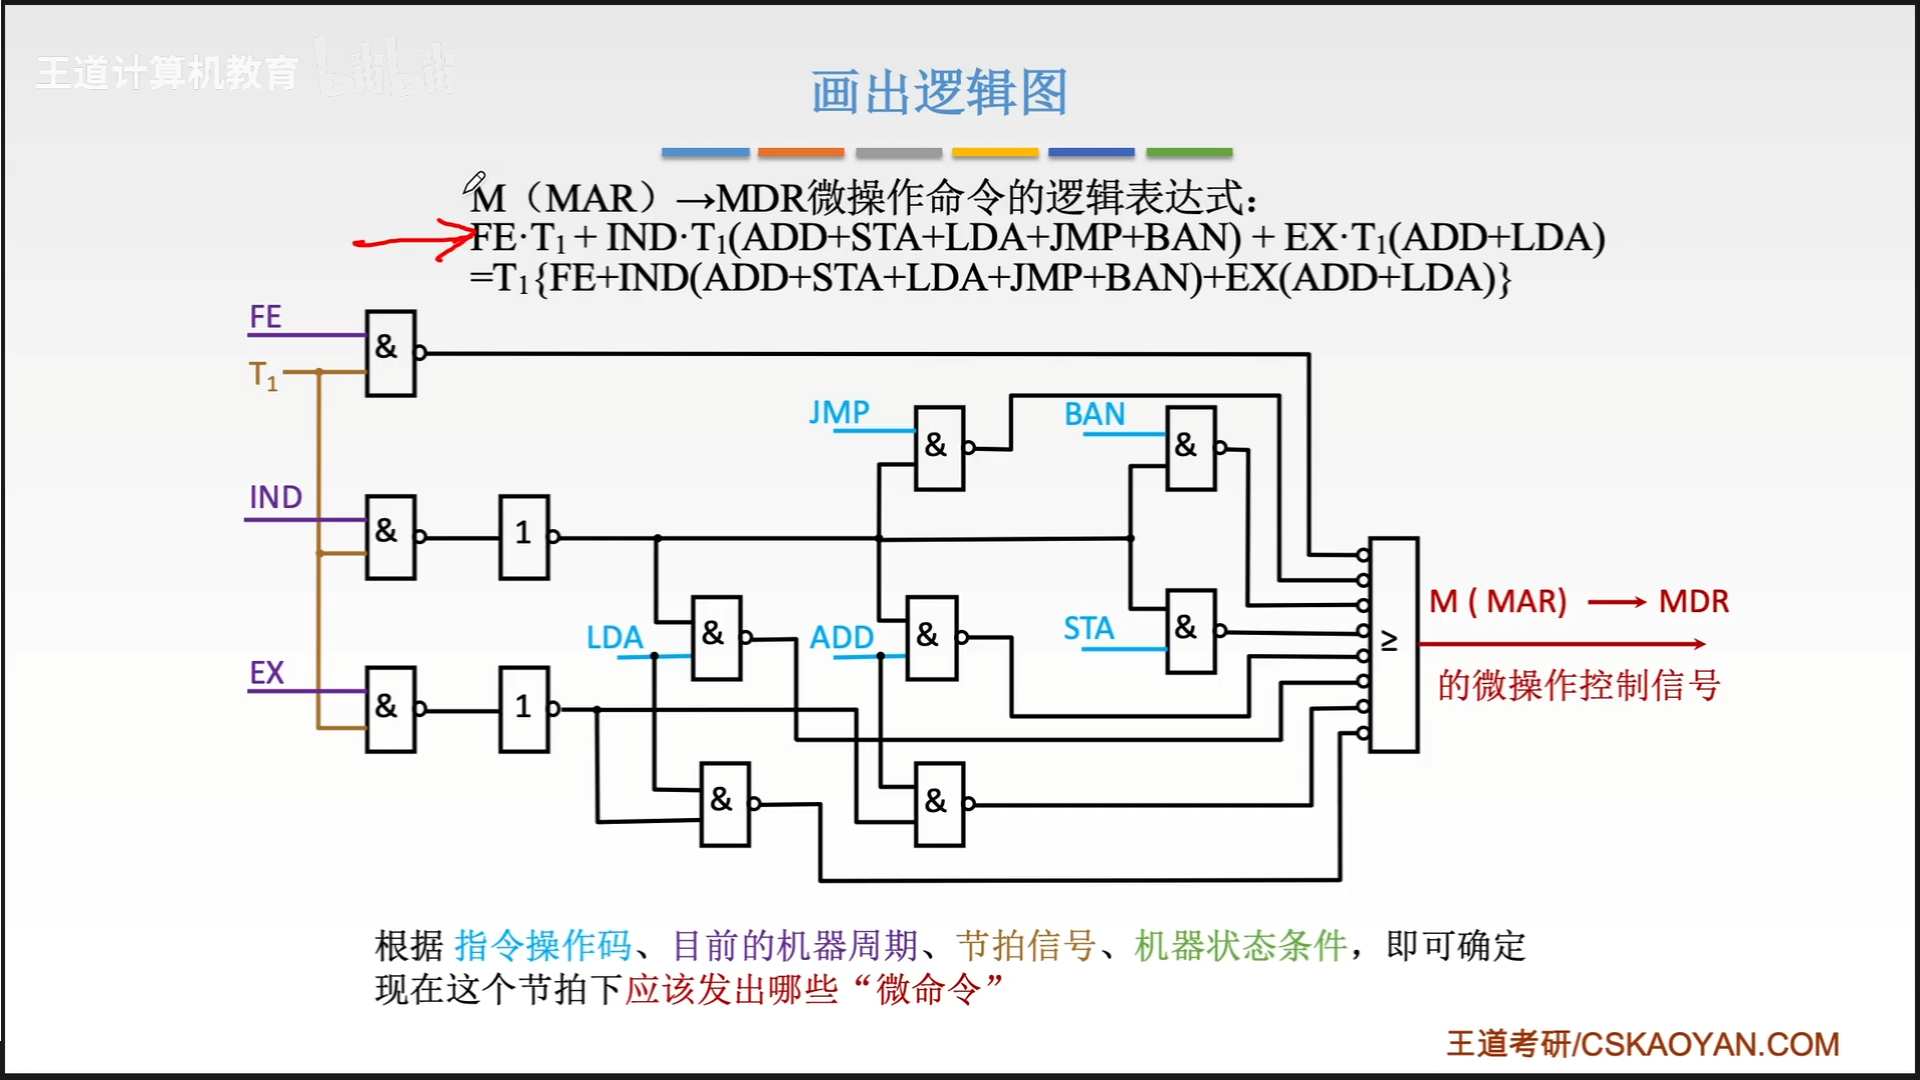 王道计算机教育 bilibili
画出逻辑图
M（MAR）→MDR微操作命令的逻辑表达式：
FE·T₁ + IND·T₁(ADD+STA+LDA+JMP+BAN) + EX·T₁(ADD+LDA)
=T₁{FE+IND(ADD+STA+LDA+JMP+BAN)+EX(ADD+LDA)}
FE
&
T₁
JMP
&
BAN
&
IND
&
1
M ( MAR) → MDR
LDA
&
ADD
&
STA
&
≥
的微操作控制信号
EX
&
1
&
&
根据 指令操作码、目前的机器周期、节拍信号、机器状态条件，即可确定
现在这个节拍下应该发出哪些“微命令”
王道考研/CSKAOYAN.COM